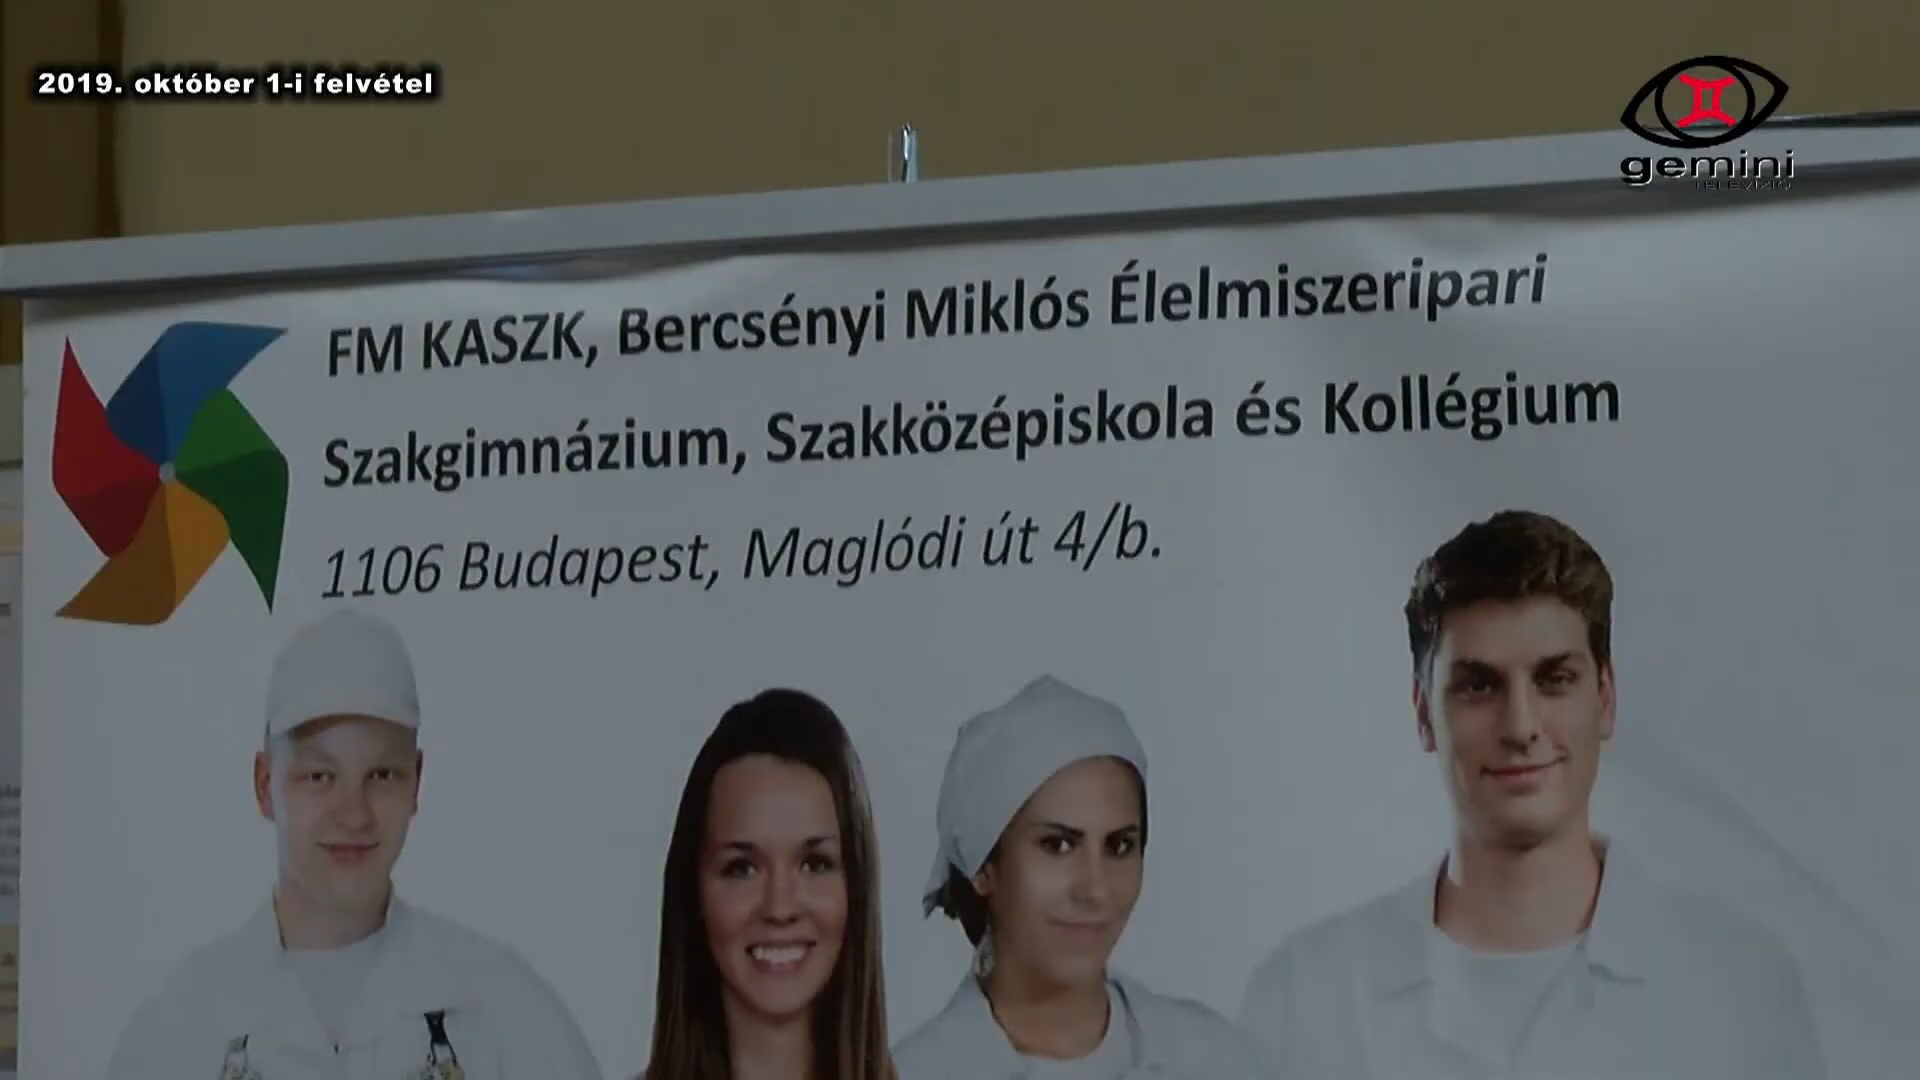 2019. október 1-i felvétel
gemini
TELEVÍZIÓ
FM KASZK, Bercsényi Miklós Élelmiszeripari
Szakgimnázium, Szakközépiskola és Kollégium
1106 Budapest, Maglódi út 4/b.